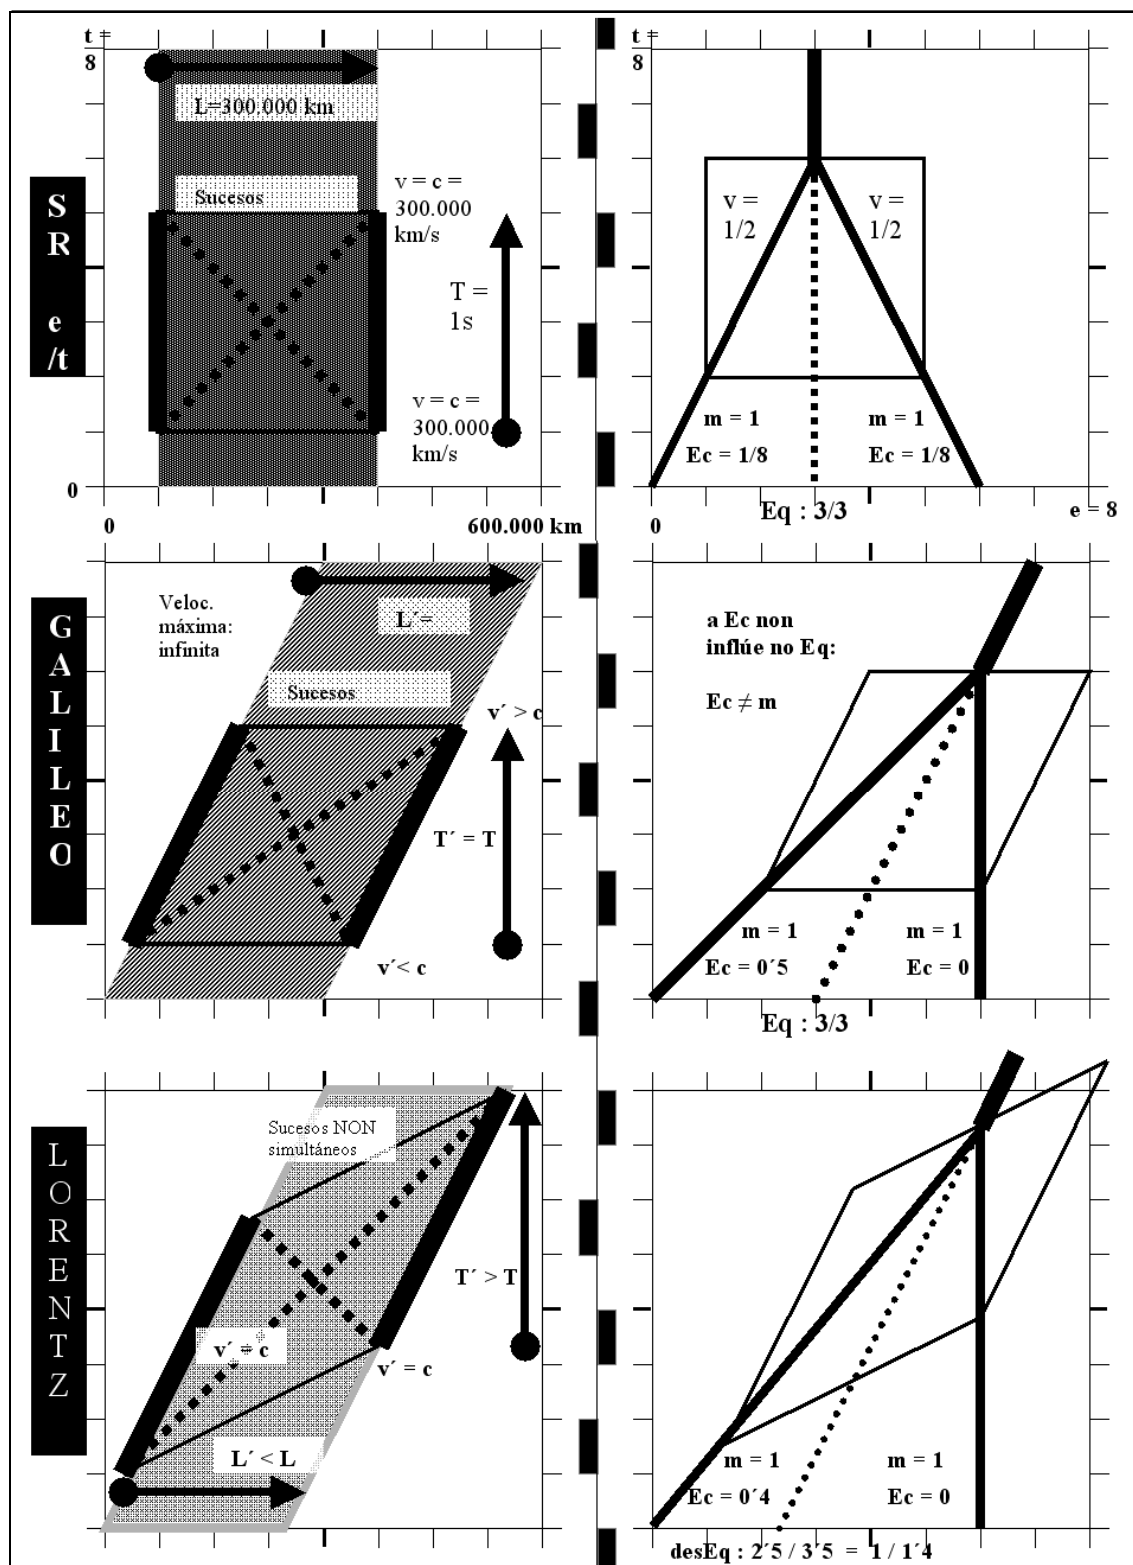 t =
8
L=300.000 km
Sucesos
v = c =
300.000
km/s
T =
1s
v = c =
300.000
km/s
0
0
600.000 km
S
R
e
/t
t =
8
v =
1/2
v =
1/2
m = 1
Ec = 1/8
m = 1
Ec = 1/8
0
Eq : 3/3
e = 8
G
A
L
I
L
E
O
Veloc.
máxima:
infinita
L´=
Sucesos
v´ > c
T´ = T
v´< c
a Ec non
inflúe no Eq:
Ec ≠ m
m = 1
Ec = 0´5
m = 1
Ec = 0
Eq : 3/3
L
O
R
E
N
T
Z
Sucesos NON
simultáneos
T´ > T
v´ = c
v´ = c
L´ < L
m = 1
Ec = 0´4
m = 1
Ec = 0
desEq : 2´5 / 3´5 = 1 / 1´4